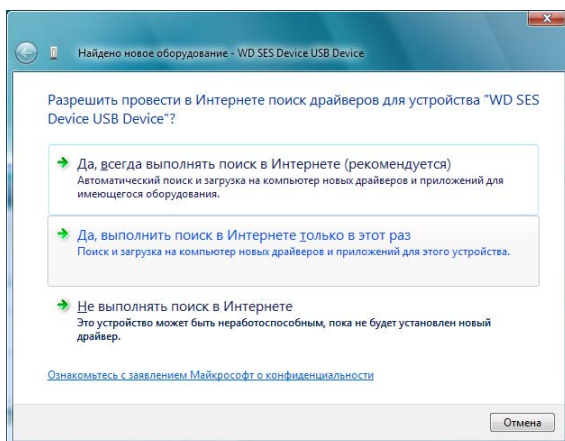 Найдено новое оборудование - WD SES Device USB Device
Разрешить провести в Интернете поиск драйверов для устройства "WD SES
Device USB Device"?
Да, всегда выполнять поиск в Интернете (рекомендуется)
Автоматический поиск и загрузка на компьютер новых драйверов и приложений для
имеющегося оборудования.
Да, выполнить поиск в Интернете только в этот раз
Поиск и загрузка на компьютер новых драйверов и приложений для этого устройства.
Не выполнять поиск в Интернете
Это устройство может быть неработоспособным, пока не будет установлен новый
драйвер.
Ознакомьтесь с заявлением Майкрософт о конфиденциальности
Отмена